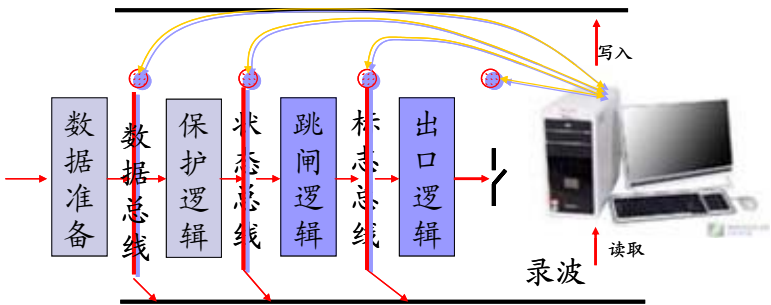 写入
数据准备
数据总线
保护逻辑
状态总线
跳闸逻辑
标志总线
出口逻辑
录波
读取